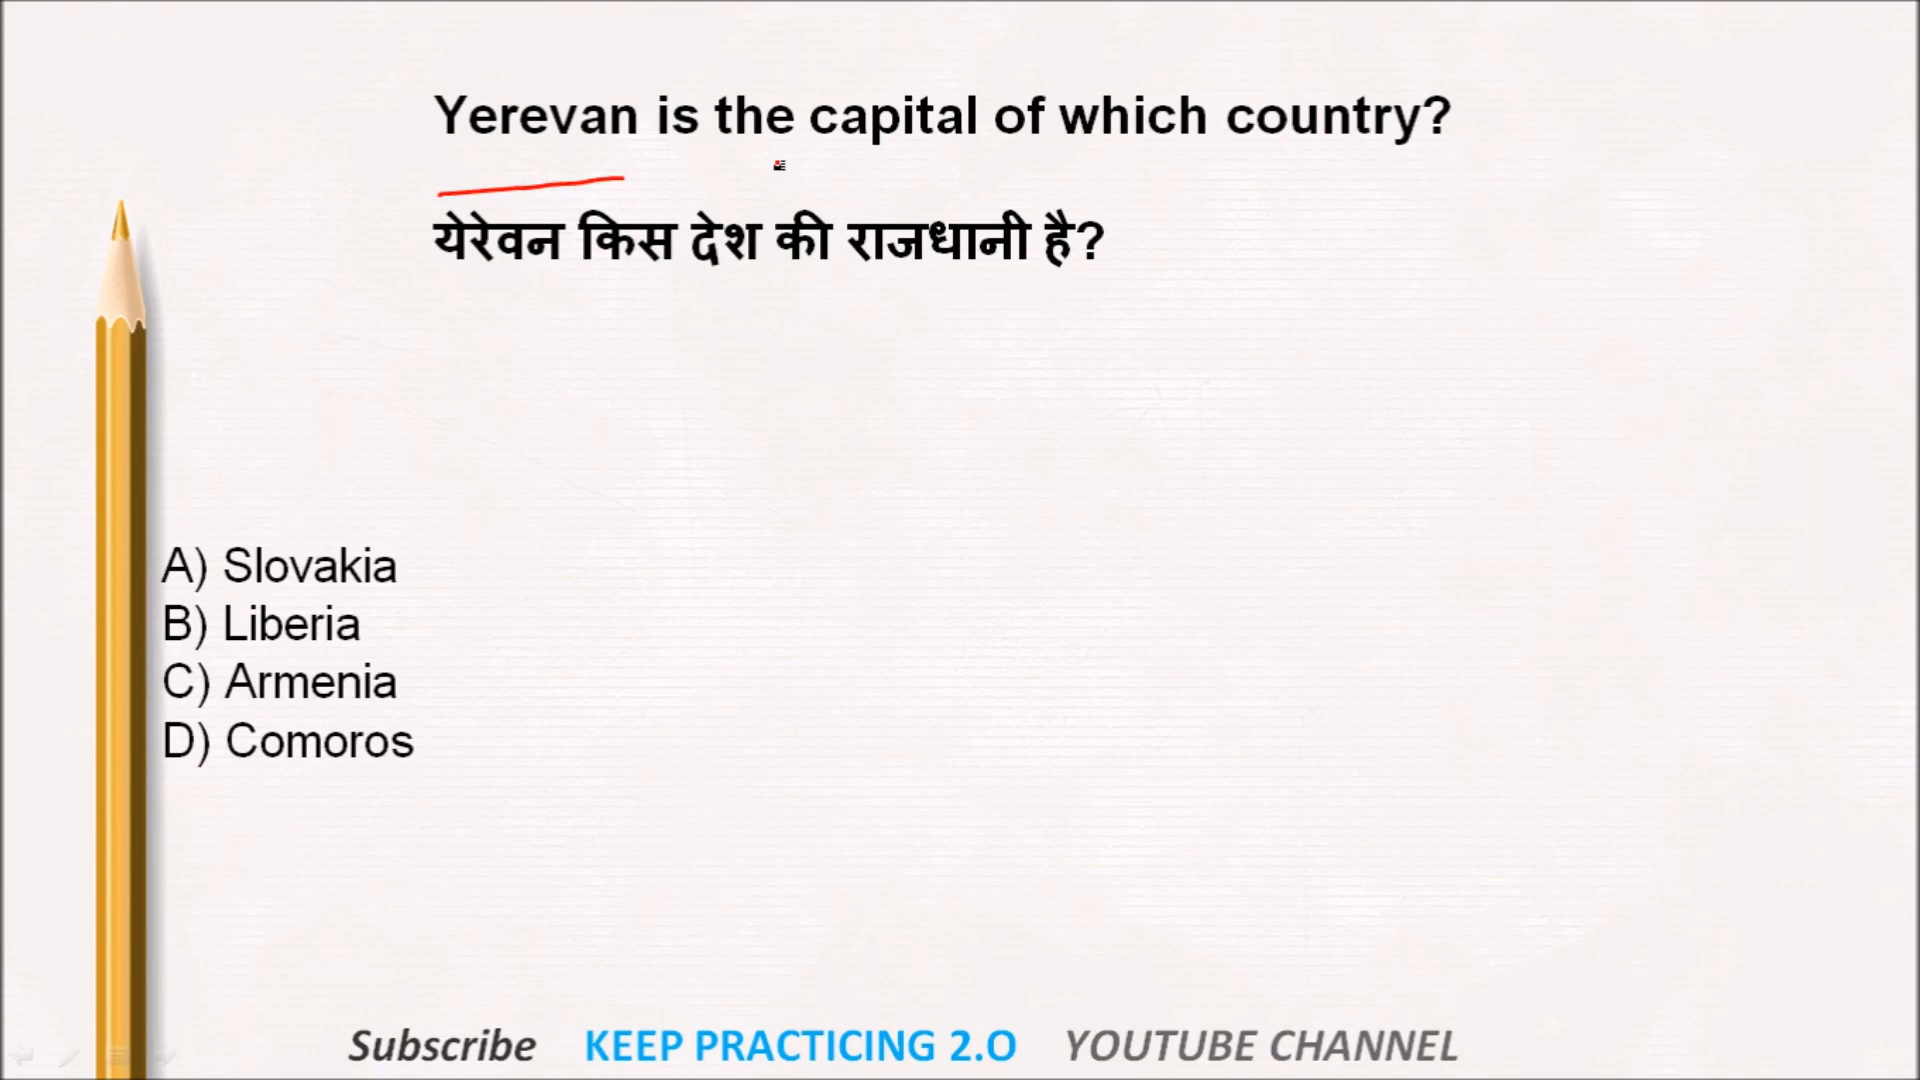 Yerevan is the capital of which country?
येरेवन किस देश की राजधानी है?
A) Slovakia
B) Liberia
C) Armenia
D) Comoros
Subscribe KEEP PRACTICING 2.O YOUTUBE CHANNEL